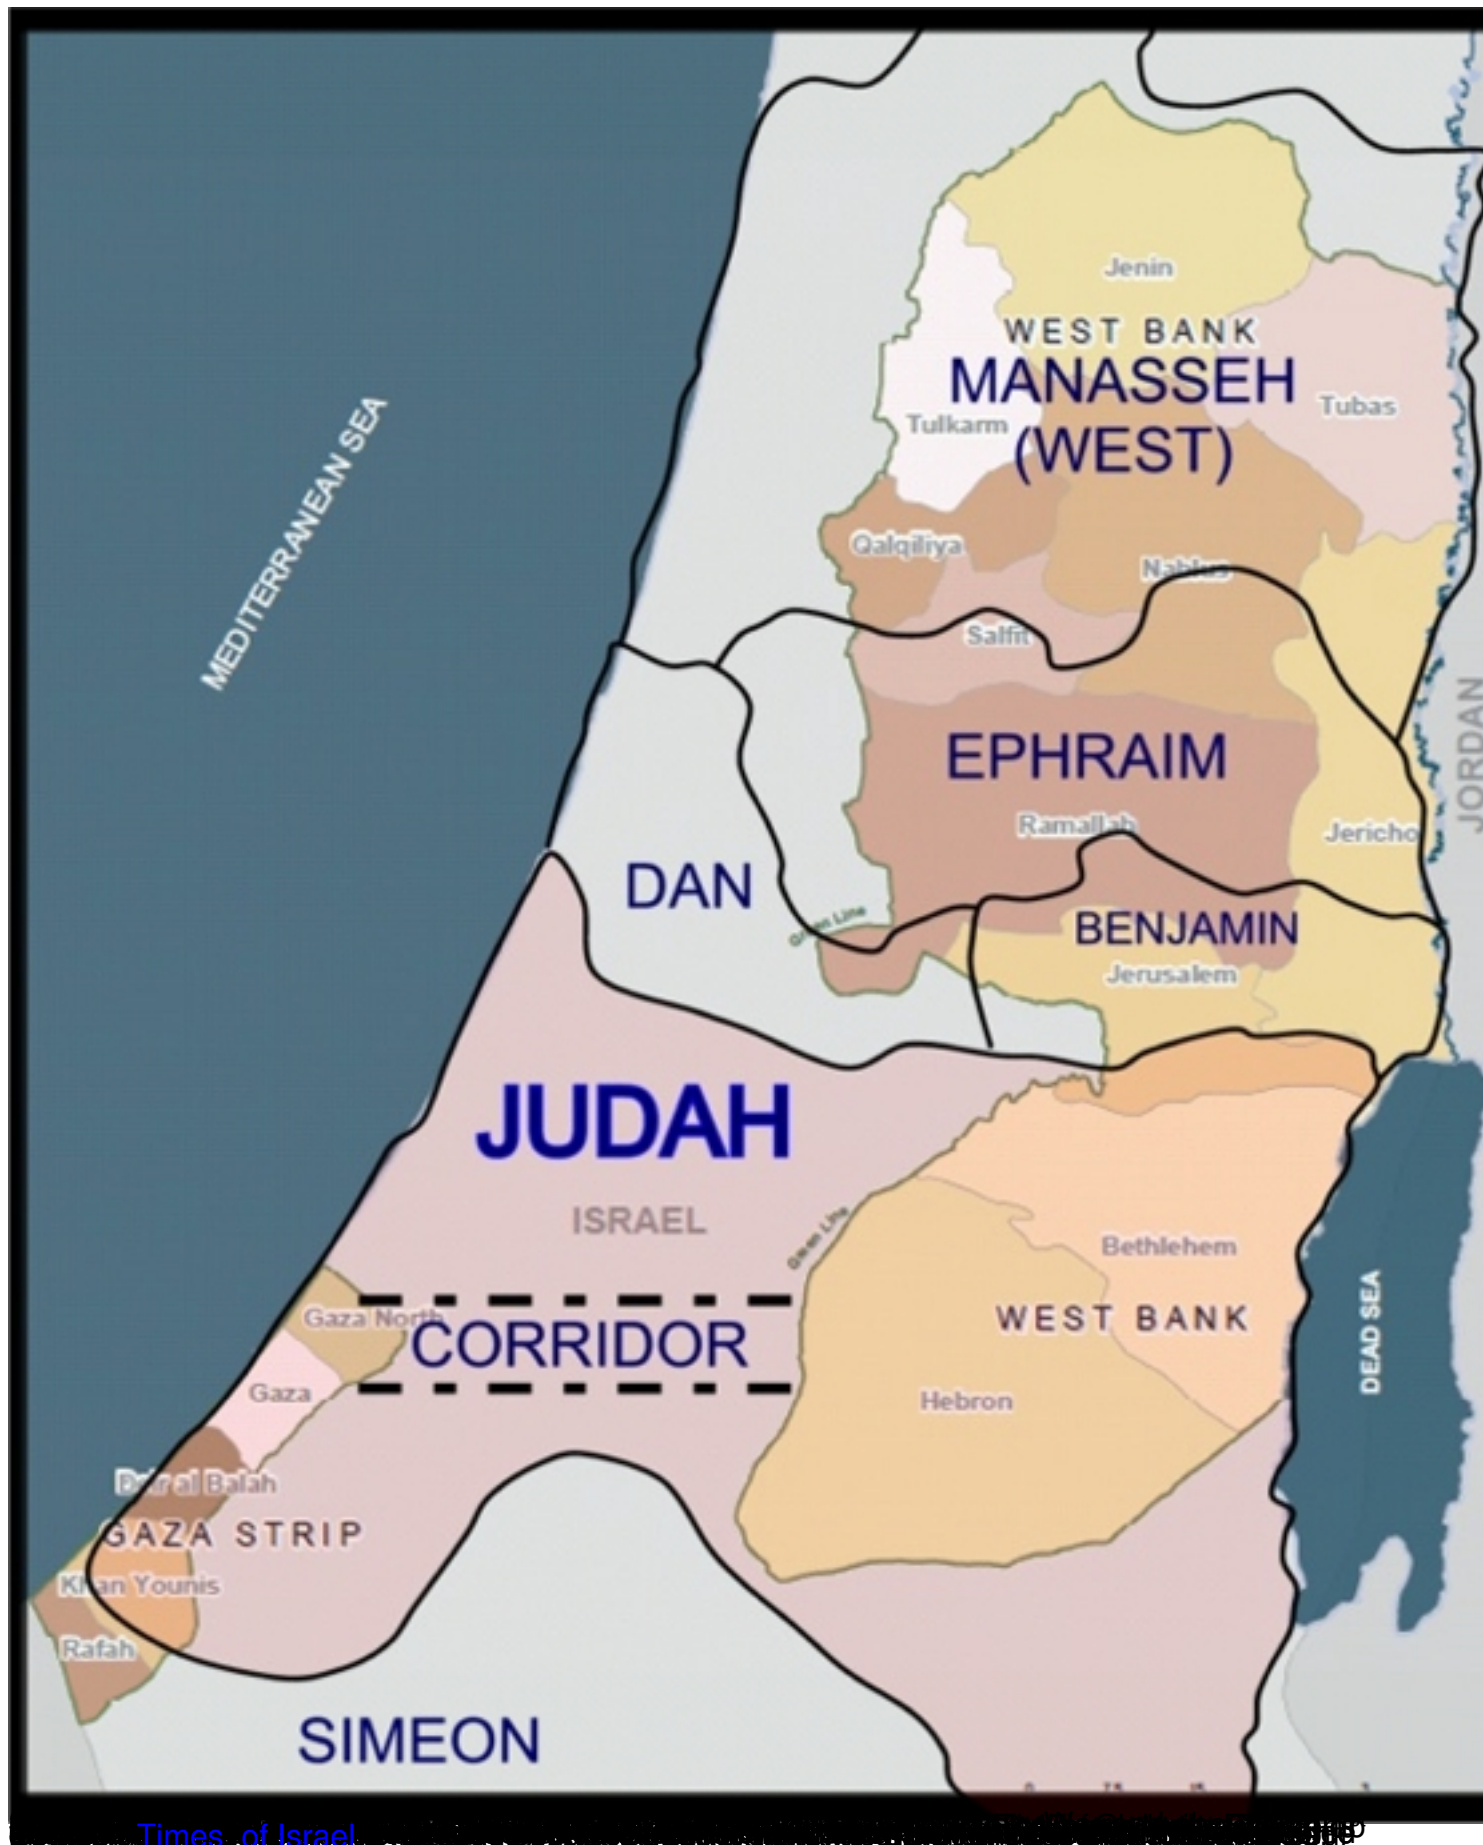 Jenin
WEST BANK
MANASSEH
(WEST)
Tubas
Tulkarm
MEDITERRANEAN SEA
Qalqiliya
Nablus
Salfit
JORDAN
EPHRAIM
Ramallah
Jericho
DAN
Green Line
BENJAMIN
Jerusalem
JUDAH
ISRAEL
Green Line
Bethlehem
Gaza North
CORRIDOR
WEST BANK
DEAD SEA
Gaza
Hebron
Deir al Balah
GAZA STRIP
Khan Younis
Rafah
SIMEON
Times of Israel